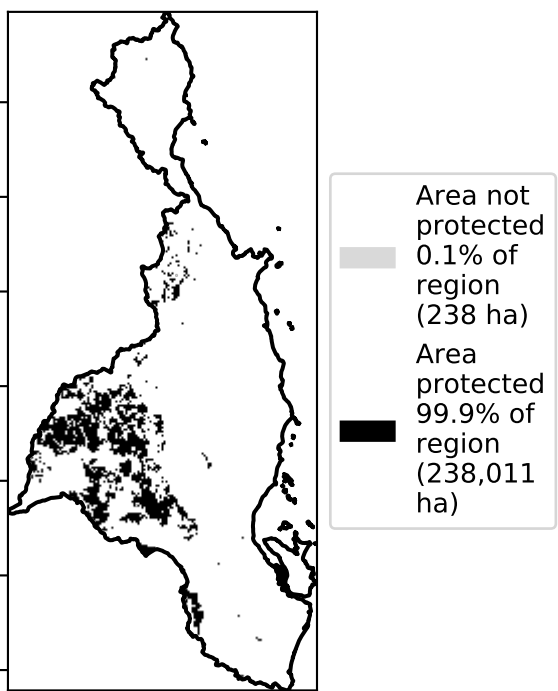 Area not
protected
0.1% of
region
(238 ha)
Area
protected
99.9% of
region
(238,011
ha)